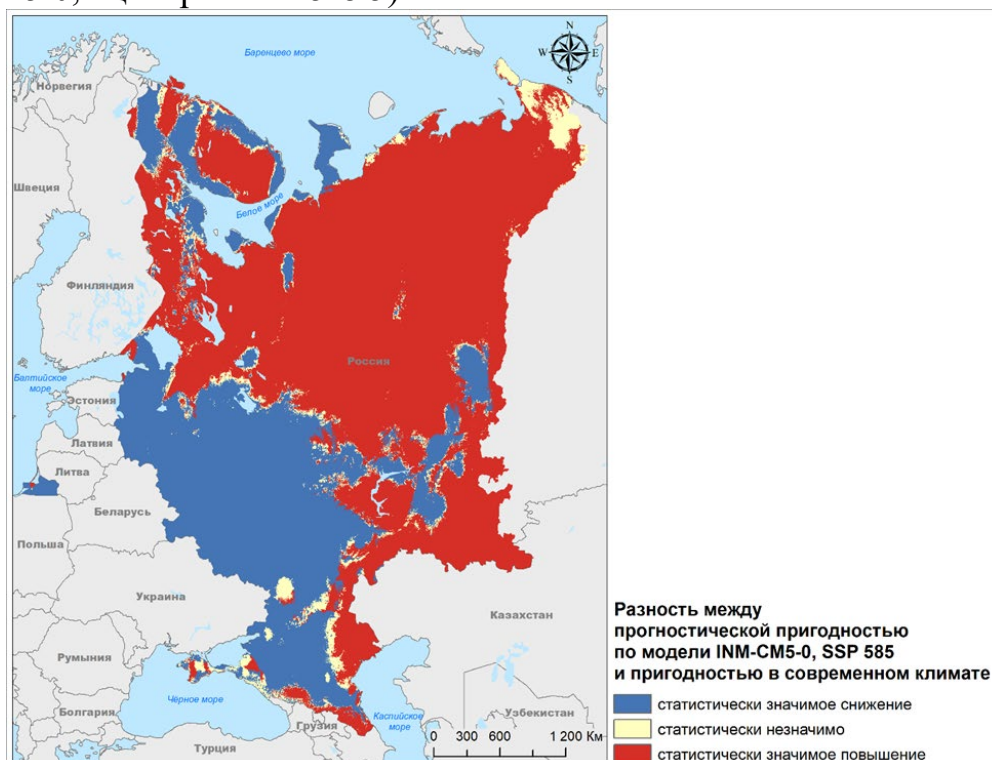 Баренцево море
N
W E
S
Норвегия
Швеция
Белое море
Финляндия
Россия
Балтийское
море
Эстония
Латвия
Литва
Беларусь
Польша
Украина
Казахстан
Румыния
Болгария
Чёрное море
Грузия
Каспийское
море
Узбекистан
Турция
0 300 600 1 200 Км
Разность между
прогностической пригодностью
по модели INM-CM5-0, SSP 585
и пригодностью в современном климате
статистически значимое снижение
статистически незначимо
статистически значимое повышение